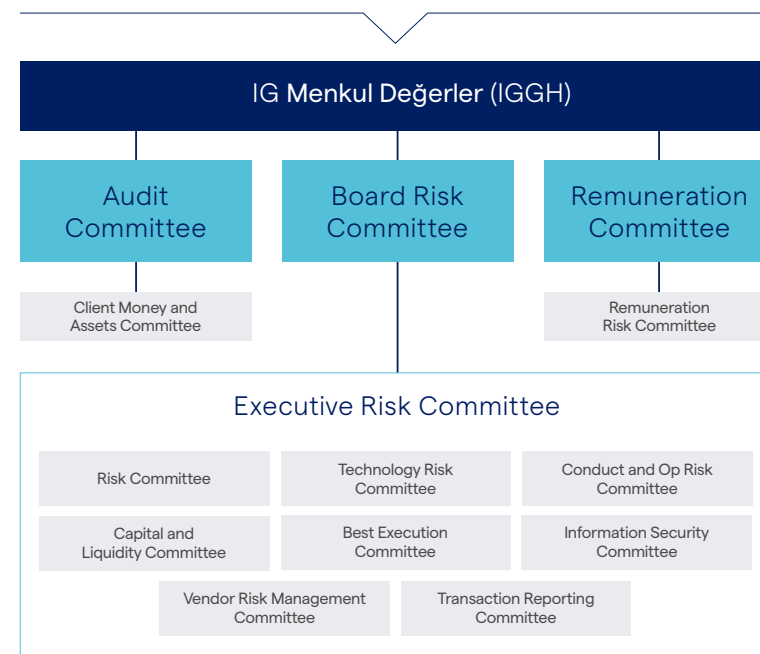 IG Menkul Değerler (IGGH)
Audit
Committee
Board Risk
Committee
Remuneration
Committee
Client Money and
Assets Committee
Remuneration
Risk Committee
Executive Risk Committee
Risk Committee
Technology Risk
Committee
Conduct and Op Risk
Committee
Capital and
Liquidity Committee
Best Execution
Committee
Information Security
Committee
Vendor Risk Management
Committee
Transaction Reporting
Committee